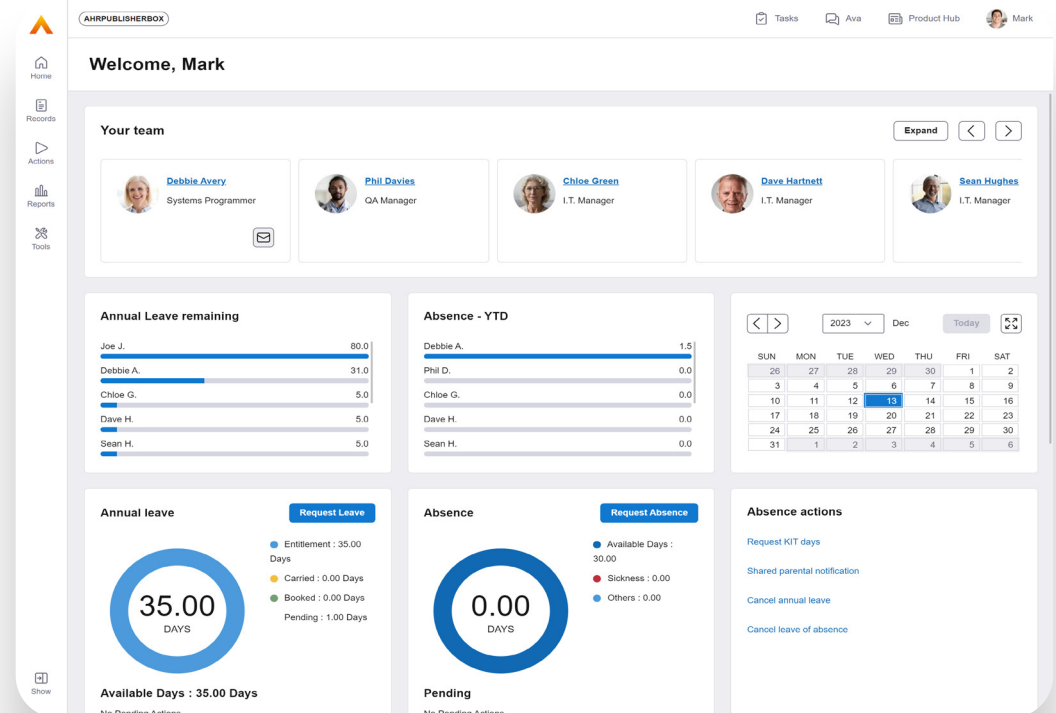 AHRPUBLISHERBOX
Tasks
Ava
Product Hub
Mark
Home
Records
Actions
Reports
Tools
Show
Welcome, Mark
Your team
Expand
Debbie Avery
Systems Programmer
Phil Davies
QA Manager
Chloe Green
I.T. Manager
Dave Hartnett
I.T. Manager
Sean Hughes
I.T. Manager
Annual Leave remaining
Joe J. 80.0
Debbie A. 31.0
Chloe G. 5.0
Dave H. 5.0
Sean H. 5.0
Absence - YTD
Debbie A. 1.5
Phil D. 0.0
Chloe G. 0.0
Dave H. 0.0
Sean H. 0.0
2023 Dec Today
SUN MON TUE WED THU FRI SAT
26 27 28 29 30 1 2
3 4 5 6 7 8 9
10 11 12 13 14 15 16
17 18 19 20 21 22 23
24 25 26 27 28 29 30
31 1 2 3 4 5 6
Annual leave
Request Leave
35.00
DAYS
Entitlement : 35.00
Days
Carried : 0.00 Days
Booked : 0.00 Days
Pending : 1.00 Days
Available Days : 35.00 Days
No Pending Actions
Absence
Request Absence
0.00
DAYS
Available Days :
30.00
Sickness : 0.00
Others : 0.00
Pending
No Pending Actions
Absence actions
Request KIT days
Shared parental notification
Cancel annual leave
Cancel leave of absence